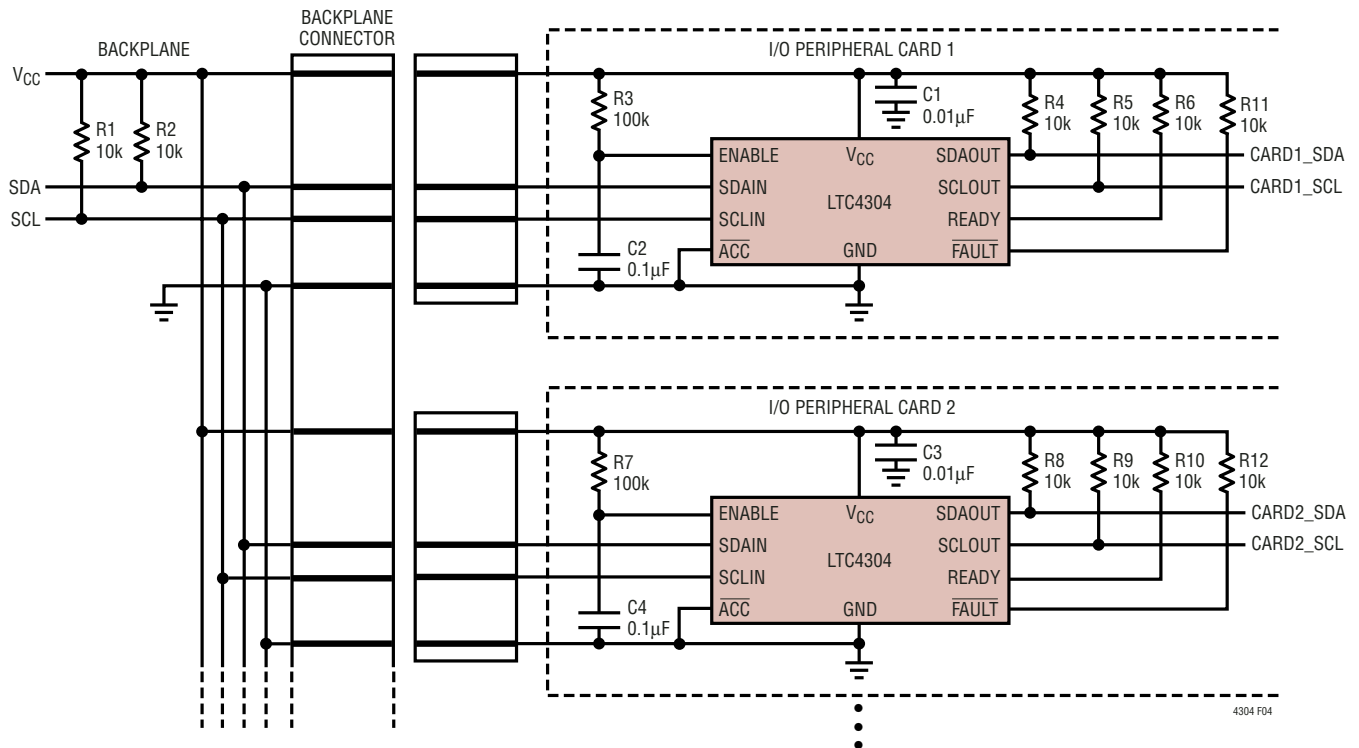 BACKPLANE
BACKPLANE
CONNECTOR
I/O PERIPHERAL CARD 1
VCC
SDA
SCL
R1
10k
R2
10k
R3
100k
C1
0.01µF
R4
10k
R5
10k
R6
10k
R11
10k
ENABLE
VCC
SDAOUT
CARD1_SDA
SDAIN
SCLOUT
CARD1_SCL
LTC4304
SCLIN
READY
ACC
GND
FAULT
C2
0.1µF
I/O PERIPHERAL CARD 2
R7
100k
C3
0.01µF
R8
10k
R9
10k
R10
10k
R12
10k
ENABLE
VCC
SDAOUT
CARD2_SDA
SDAIN
SCLOUT
CARD2_SCL
LTC4304
SCLIN
READY
ACC
GND
FAULT
C4
0.1µF
4304 F04